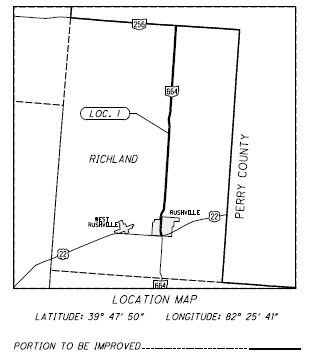 256
664
LOC. 1
RICHLAND
PERRY COUNTY
WEST
RUSHVILLE
RUSHVILLE
22
22
664
LOCATION MAP
LATITUDE: 39° 47' 50" LONGITUDE: 82° 25' 41"
PORTION TO BE IMPROVED